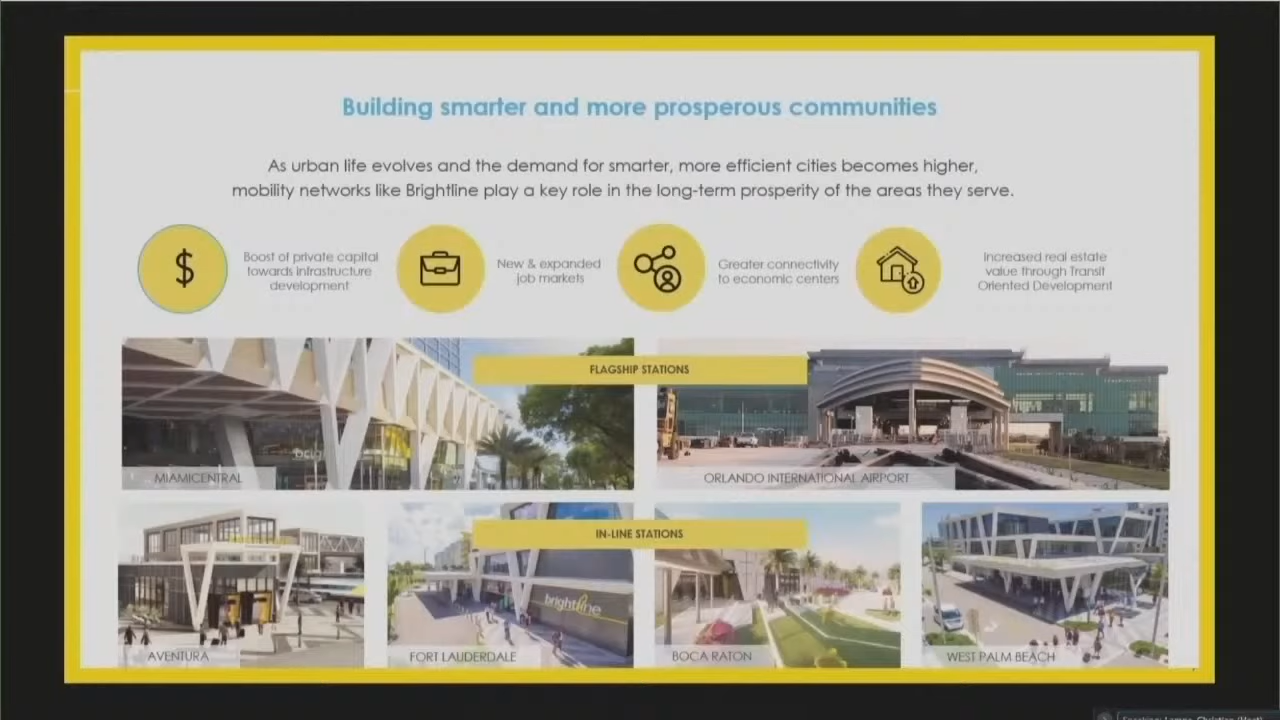 Building smarter and more prosperous communities
As urban life evolves and the demand for smarter, more efficient cities becomes higher,
mobility networks like Brightline play a key role in the long-term prosperity of the areas they serve.
$
Boost of private capital
towards infrastructure
development
New & expanded
job markets
Greater connectivity
to economic centers
Increased real estate
value through Transit
Oriented Development
FLAGSHIP STATIONS
MIAMICENTRAL
ORLANDO INTERNATIONAL AIRPORT
IN-LINE STATIONS
brightline
AVENTURA
FORT LAUDERDALE
BOCA RATON
WEST PALM BEACH